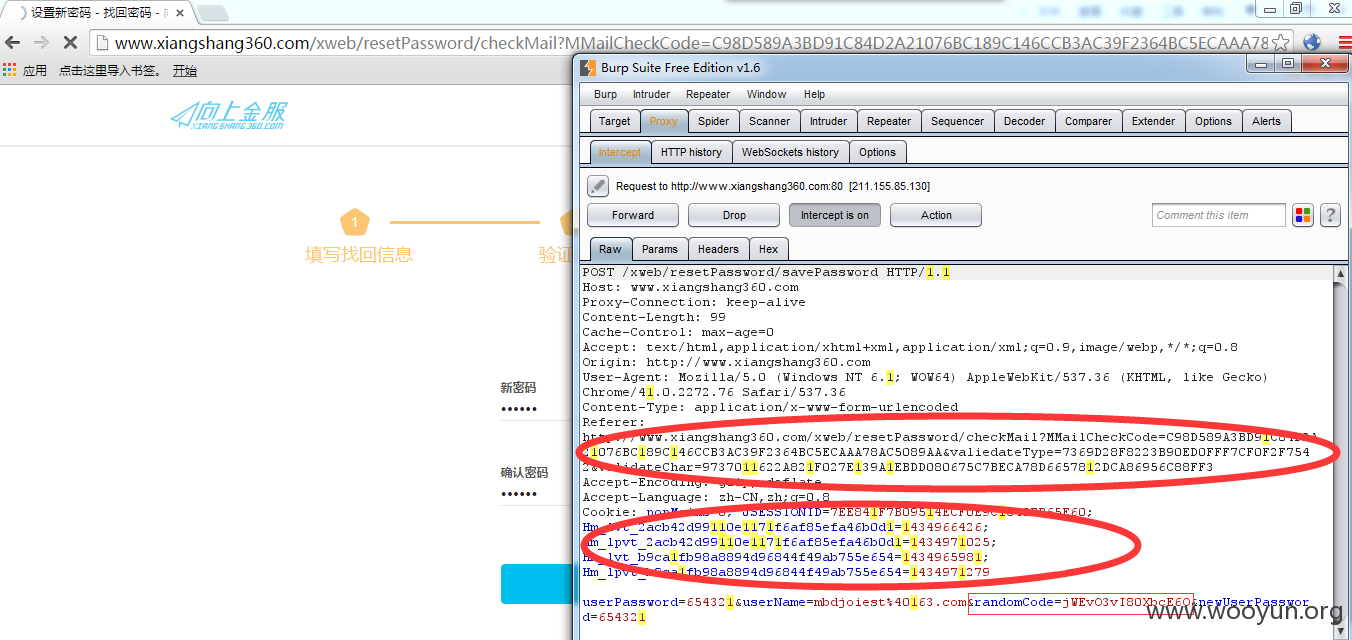 设置新密码 - 找回密码 -
www.xiangshang360.com/xweb/resetPassword/checkMail?MMailCheckCode=C98D589A3BD91C84D2A21076BC189C146CCB3AC39F2364BC5ECAAA78
应用 点击这里导入书签。 开始
向上金服
XIANGSHANG360.COM
1
填写找回信息
验证
新密码
••••••
确认密码
••••••
Burp Suite Free Edition v1.6
Burp Intruder Repeater Window Help
Target Proxy Spider Scanner Intruder Repeater Sequencer Decoder Comparer Extender Options Alerts
Intercept HTTP history WebSockets history Options
Request to http://www.xiangshang360.com:80 [211.155.85.130]
Forward Drop Intercept is on Action Comment this item ?
Raw Params Headers Hex
POST /xweb/resetPassword/savePassword HTTP/1.1
Host: www.xiangshang360.com
Proxy-Connection: keep-alive
Content-Length: 99
Cache-Control: max-age=0
Accept: text/html,application/xhtml+xml,application/xml;q=0.9,image/webp,*/*;q=0.8
Origin: http://www.xiangshang360.com
User-Agent: Mozilla/5.0 (Windows NT 6.1; WOW64) AppleWebKit/537.36 (KHTML, like Gecko)
Chrome/41.0.2272.76 Safari/537.36
Content-Type: application/x-www-form-urlencoded
Referer:
http://www.xiangshang360.com/xweb/resetPassword/checkMail?MMailCheckCode=C98D589A3BD91C84D2A
21076BC189C146CCB3AC39F2364BC5ECAAA78AC5089AA&valiedateType=7369D28F8223B90ED0FFF7CF0F2F754
2&validateChar=973701162​2A821F027E139A1EBDD080675C7BECA78D6657812DCA86956C88FF3
Accept-Encoding: gzip, deflate
Accept-Language: zh-CN,zh;q=0.8
Hm_lvt_2acb42d99110e1171f6af85efa46b0d1=1434966426;
Hm_lpvt_2acb42d99110e1171f6af85efa46b0d1=1434971025;
Hm_lvt_b9ca1fb98a8894d96844f49ab755e654=1434965981;
Hm_lpvt_b9ca1fb98a8894d96844f49ab755e654=1434971279
userPassword=654321&userName=mbdjoiest%40163.com&randomCode=jWEvO3vI80XbcE6Q&newUserPasswor
d=654321
www.wooyun.org